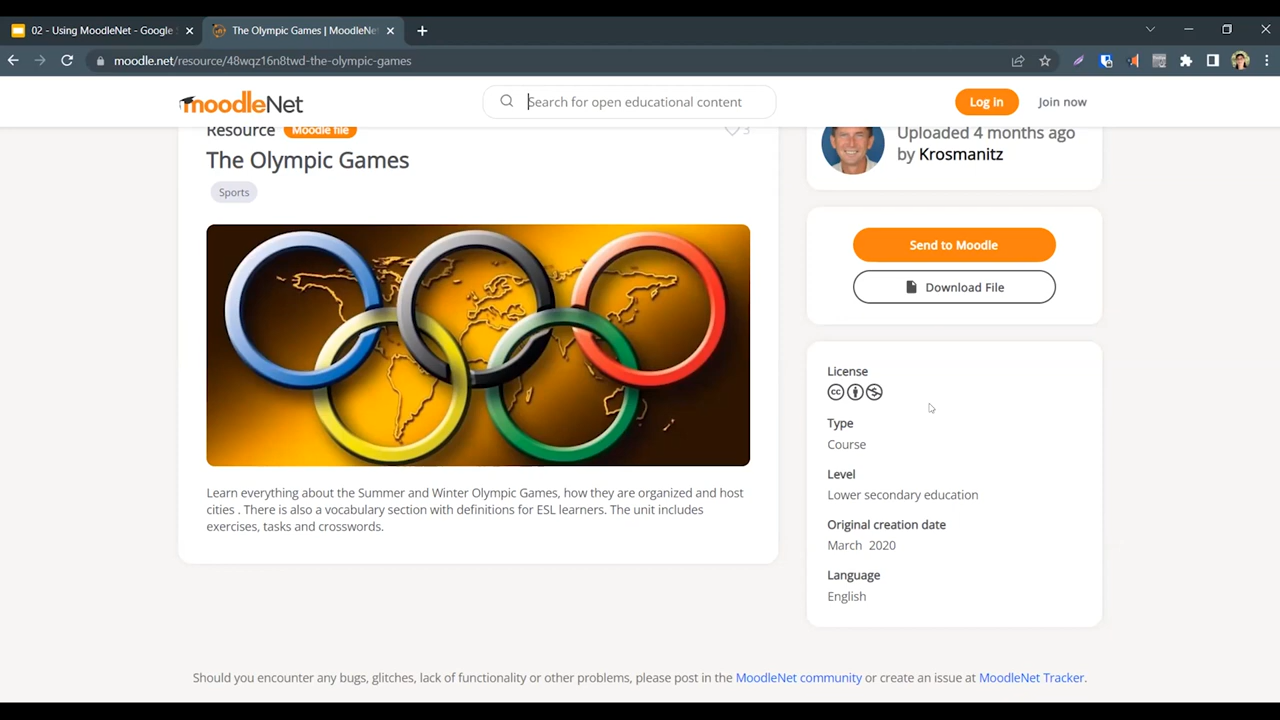 02 - Using MoodleNet - Google
The Olympic Games | MoodleNe
moodle.net/resource/48wqz16n8twd-the-olympic-games
moodleNet
Search for open educational content
Log in
Join now
Resource
Moodle file
3
The Olympic Games
Sports
Learn everything about the Summer and Winter Olympic Games, how they are organized and host
cities . There is also a vocabulary section with definitions for ESL learners. The unit includes
exercises, tasks and crosswords.
Uploaded 4 months ago
by Krosmanitz
Send to Moodle
Download File
License
cc
Type
Course
Level
Lower secondary education
Original creation date
March 2020
Language
English
Should you encounter any bugs, glitches, lack of functionality or other problems, please post in the MoodleNet community or create an issue at MoodleNet Tracker.